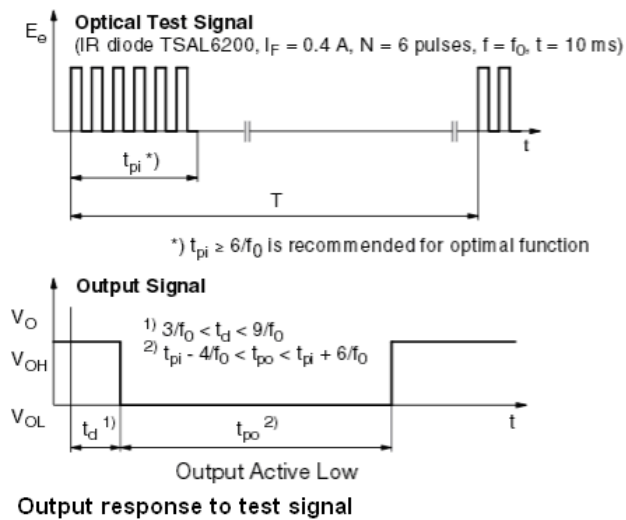 Optical Test Signal
Eₑ
(IR diode TSAL6200, I_F = 0.4 A, N = 6 pulses, f = f₀, t = 10 ms)
t
t_pi *)
T
*) t_pi ≥ 6/f₀ is recommended for optimal function
Output Signal
V_O
1) 3/f₀ < t_d < 9/f₀
2) t_pi - 4/f₀ < t_po < t_pi + 6/f₀
V_OH
V_OL
t_d 1)
t_po 2)
t
Output Active Low
Output response to test signal